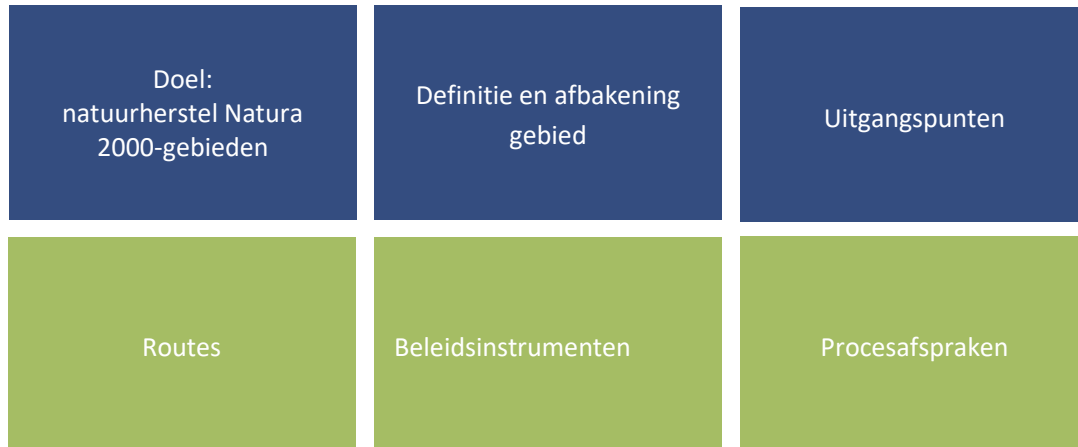 Doel:
natuurherstel Natura
2000-gebieden
Definitie en afbakening
gebied
Uitgangspunten
Routes
Beleidsinstrumenten
Procesafspraken